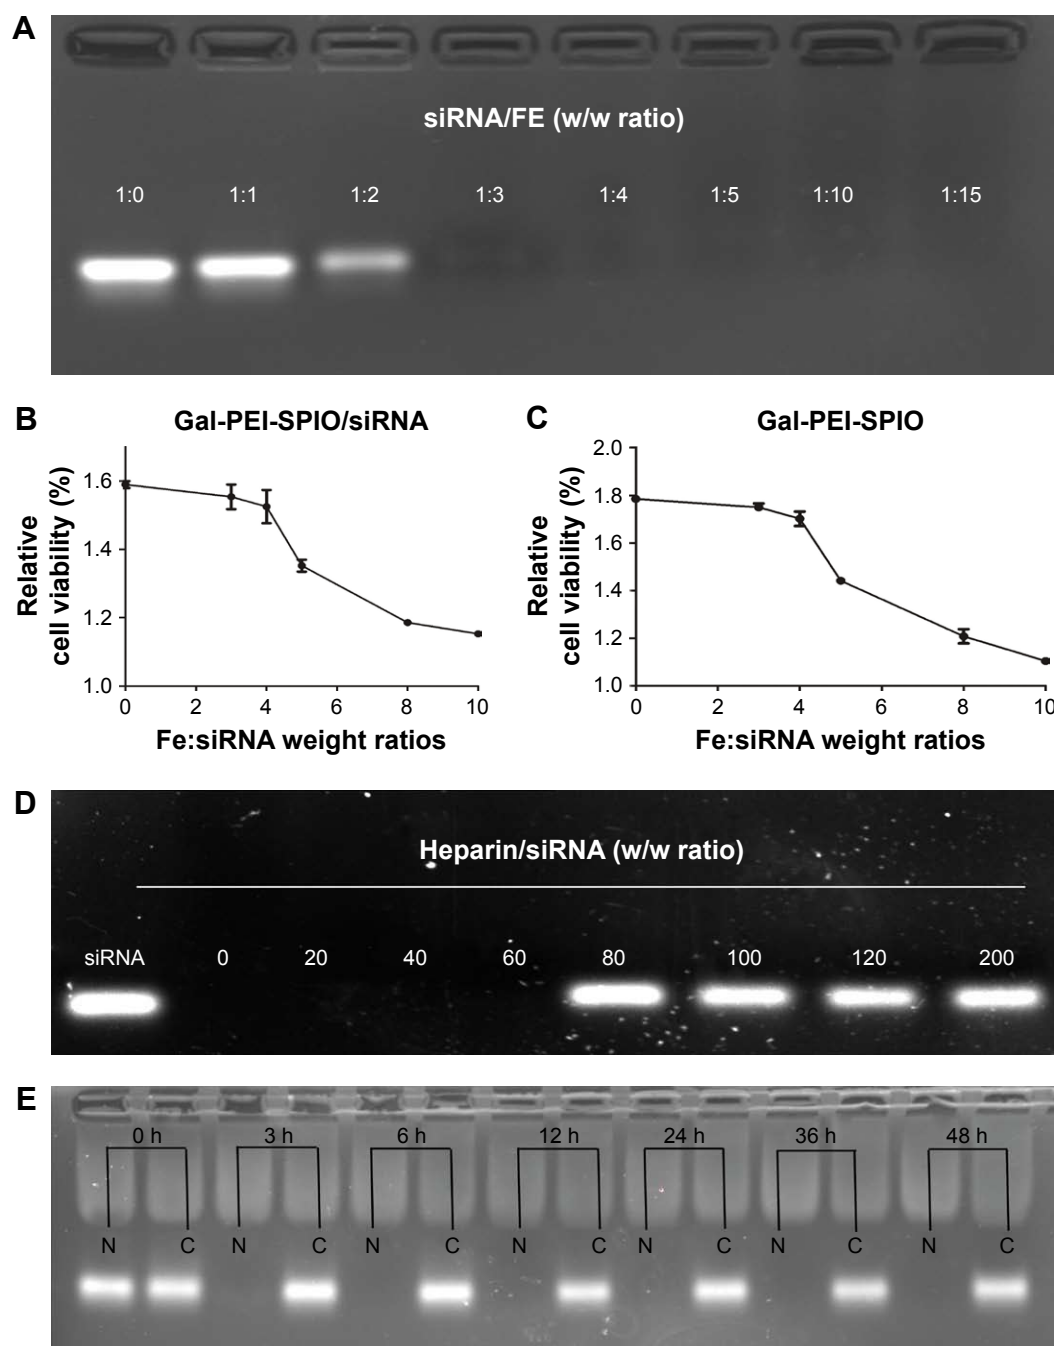 A
siRNA/FE (w/w ratio)
1:0 1:1 1:2 1:3 1:4 1:5 1:10 1:15
B
Gal-PEI-SPIO/siRNA
Relative
cell viability (%)
1.6
1.4
1.2
1.0
0 2 4 6 8 10
Fe:siRNA weight ratios
C
Gal-PEI-SPIO
Relative
cell viability (%)
2.0
1.8
1.6
1.4
1.2
1.0
0 2 4 6 8 10
Fe:siRNA weight ratios
D
Heparin/siRNA (w/w ratio)
siRNA 0 20 40 60 80 100 120 200
E
0 h 3 h 6 h 12 h 24 h 36 h 48 h
N C N C N C N C N C N C N C